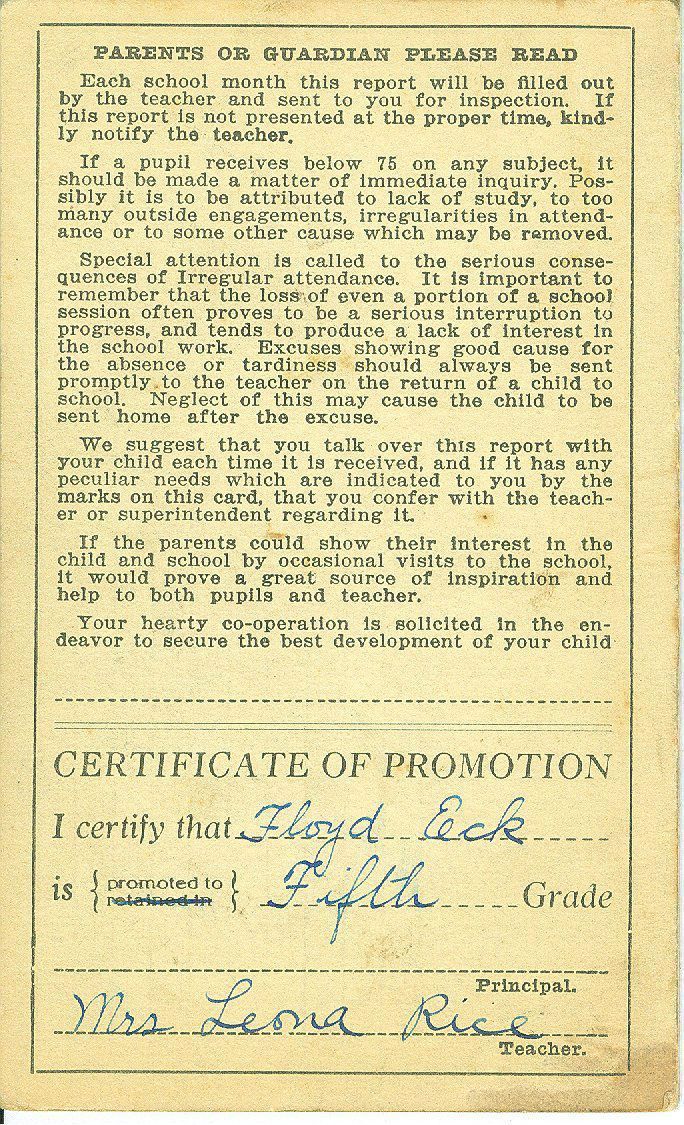 PARENTS OR GUARDIAN PLEASE READ
Each school month this report will be filled out
by the teacher and sent to you for inspection. If
this report is not presented at the proper time, kind-
ly notify the teacher.
If a pupil receives below 75 on any subject, it
should be made a matter of immediate inquiry. Pos-
sibly it is to be attributed to lack of study, to too
many outside engagements, irregularities in attend-
ance or to some other cause which may be removed.
Special attention is called to the serious conse-
quences of Irregular attendance. It is important to
remember that the loss of even a portion of a school
session often proves to be a serious interruption to
progress, and tends to produce a lack of interest in
the school work. Excuses showing good cause for
the absence or tardiness should always be sent
promptly to the teacher on the return of a child to
school. Neglect of this may cause the child to be
sent home after the excuse.
We suggest that you talk over this report with
your child each time it is received, and if it has any
peculiar needs which are indicated to you by the
marks on this card, that you confer with the teach-
er or superintendent regarding it.
If the parents could show their interest in the
child and school by occasional visits to the school,
it would prove a great source of inspiration and
help to both pupils and teacher.
Your hearty co-operation is solicited in the en-
deavor to secure the best development of your child
CERTIFICATE OF PROMOTION
I certify that Floyd Eck
is { promoted to
retained in } Fifth Grade
Principal.
Mrs Leona Rice
Teacher.